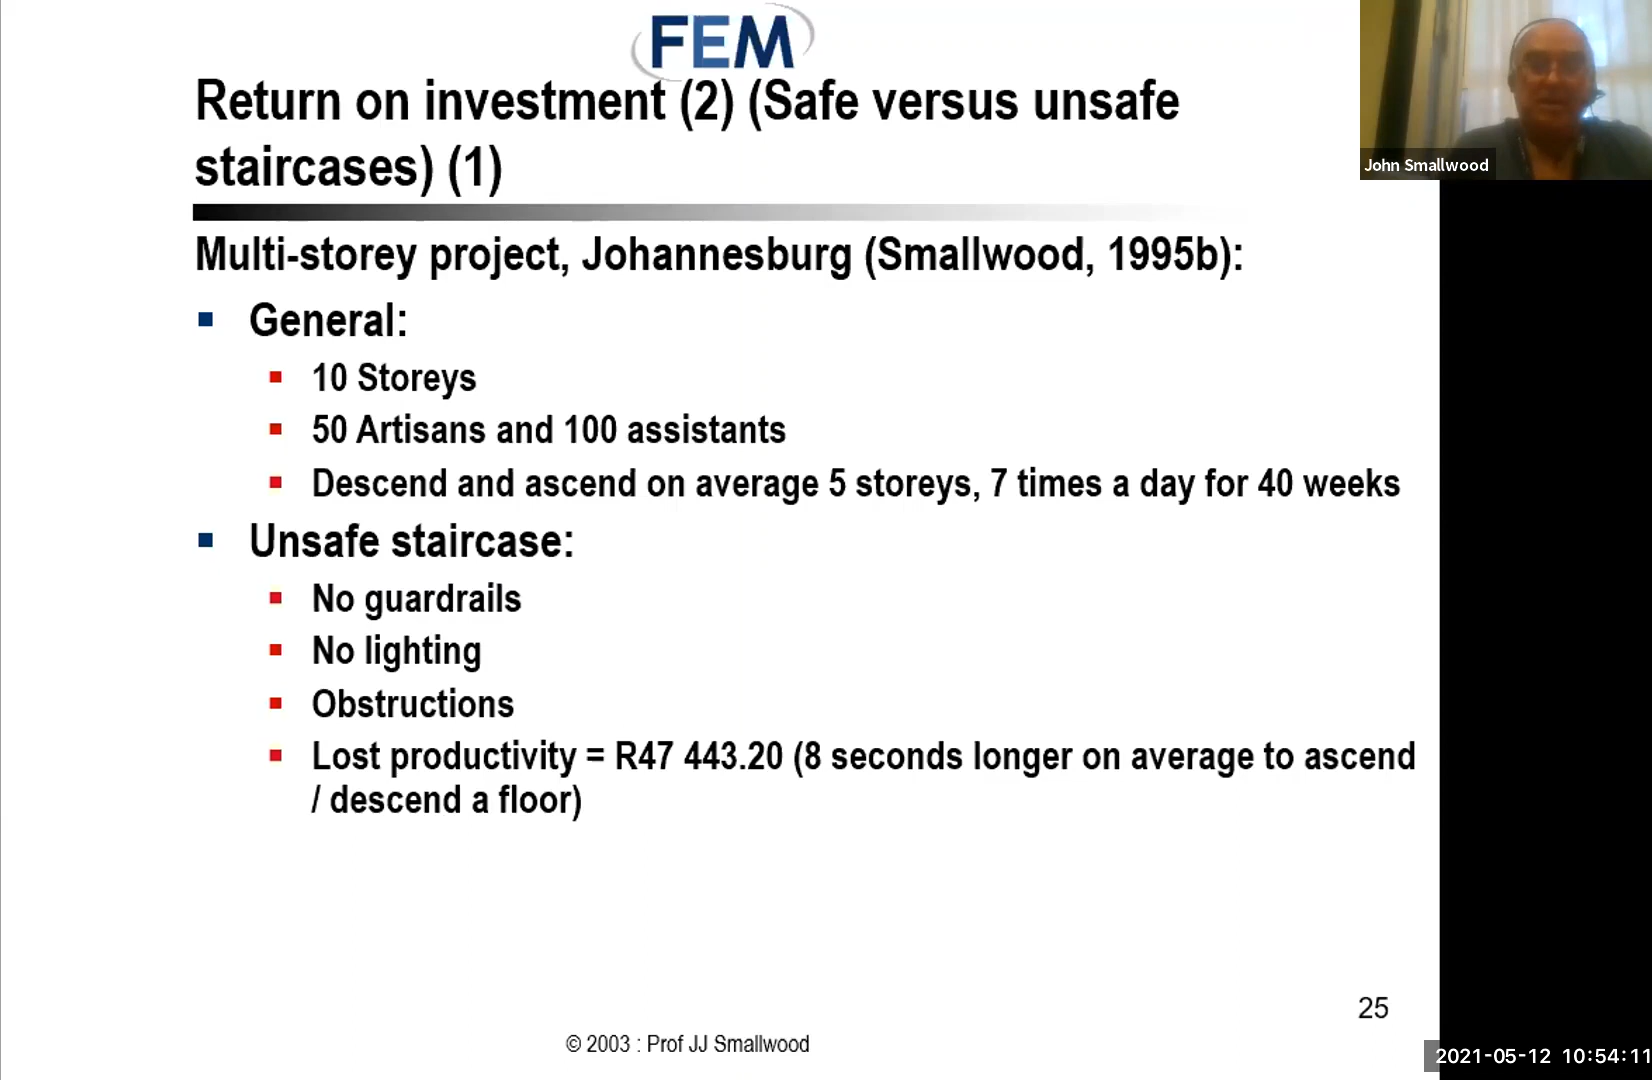 FEM
Return on investment (2) (Safe versus unsafe
staircases) (1)
John Smallwood
Multi-storey project, Johannesburg (Smallwood, 1995b):
General:
10 Storeys
50 Artisans and 100 assistants
Descend and ascend on average 5 storeys, 7 times a day for 40 weeks
Unsafe staircase:
No guardrails
No lighting
Obstructions
Lost productivity = R47 443.20 (8 seconds longer on average to ascend
/ descend a floor)
25
© 2003 : Prof JJ Smallwood
2021-05-12 10:54:11